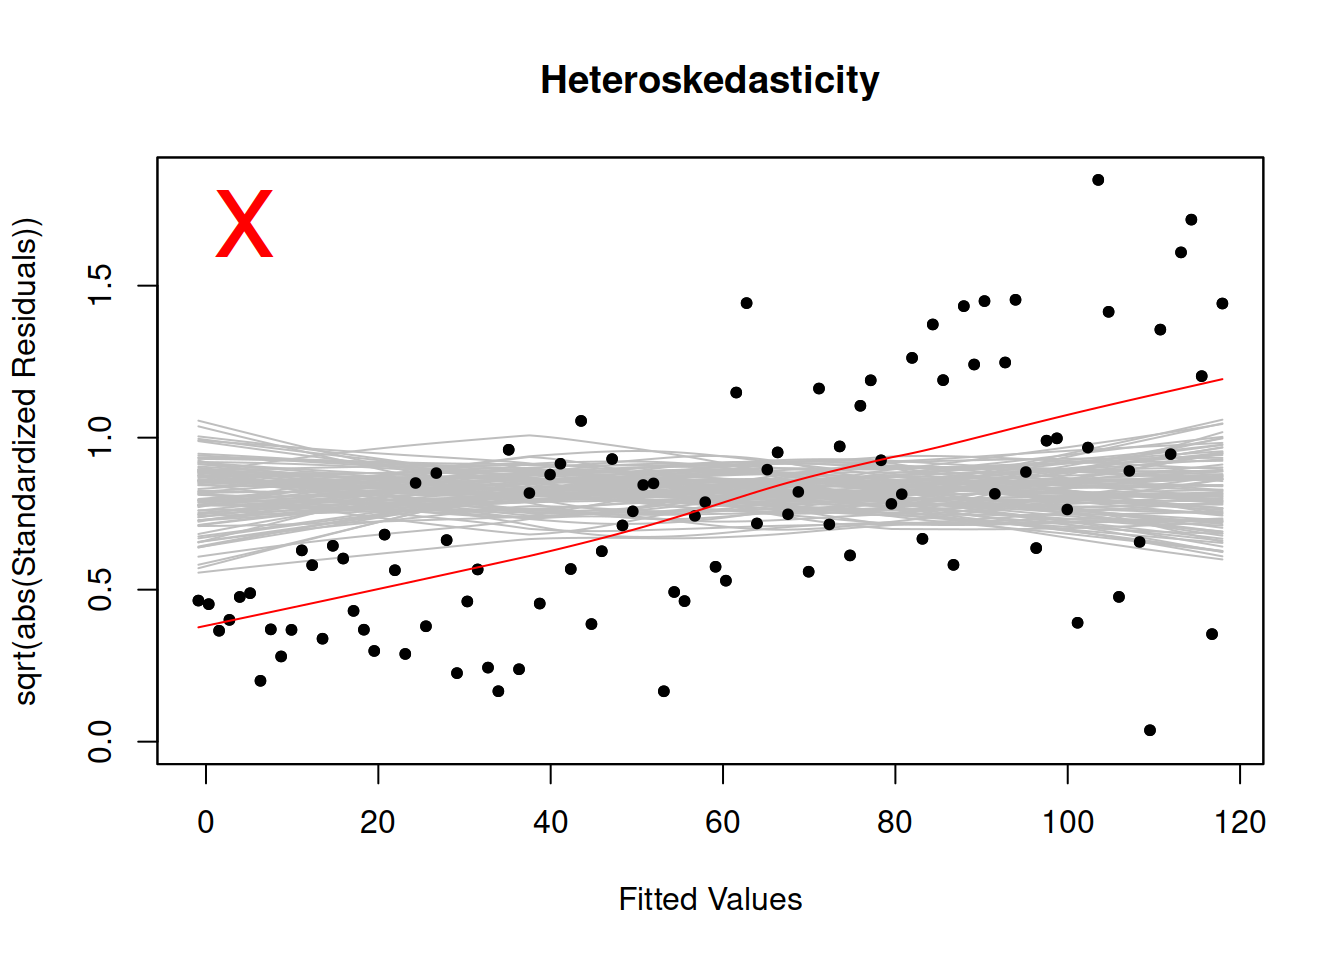 Heteroskedasticity
X
sqrt(abs(Standardized Residuals))
1.5
1.0
0.5
0.0
0 20 40 60 80 100 120
Fitted Values